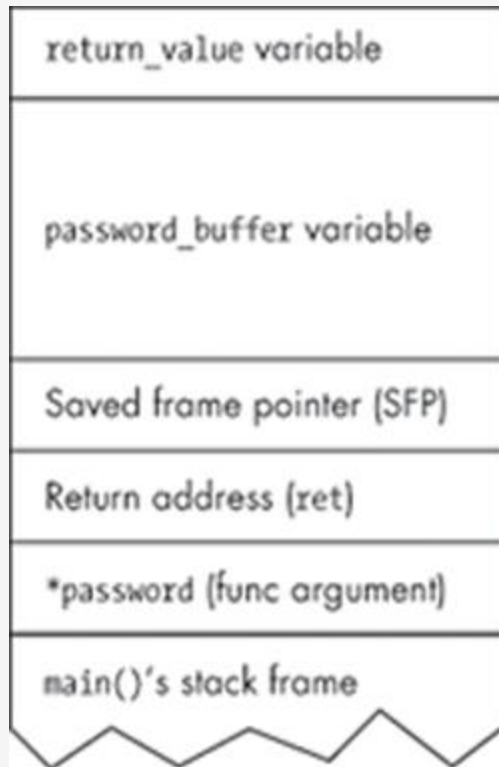 return_value variable
password_buffer variable
Saved frame pointer (SFP)
Return address (ret)
*password (func argument)
main()'s stack frame